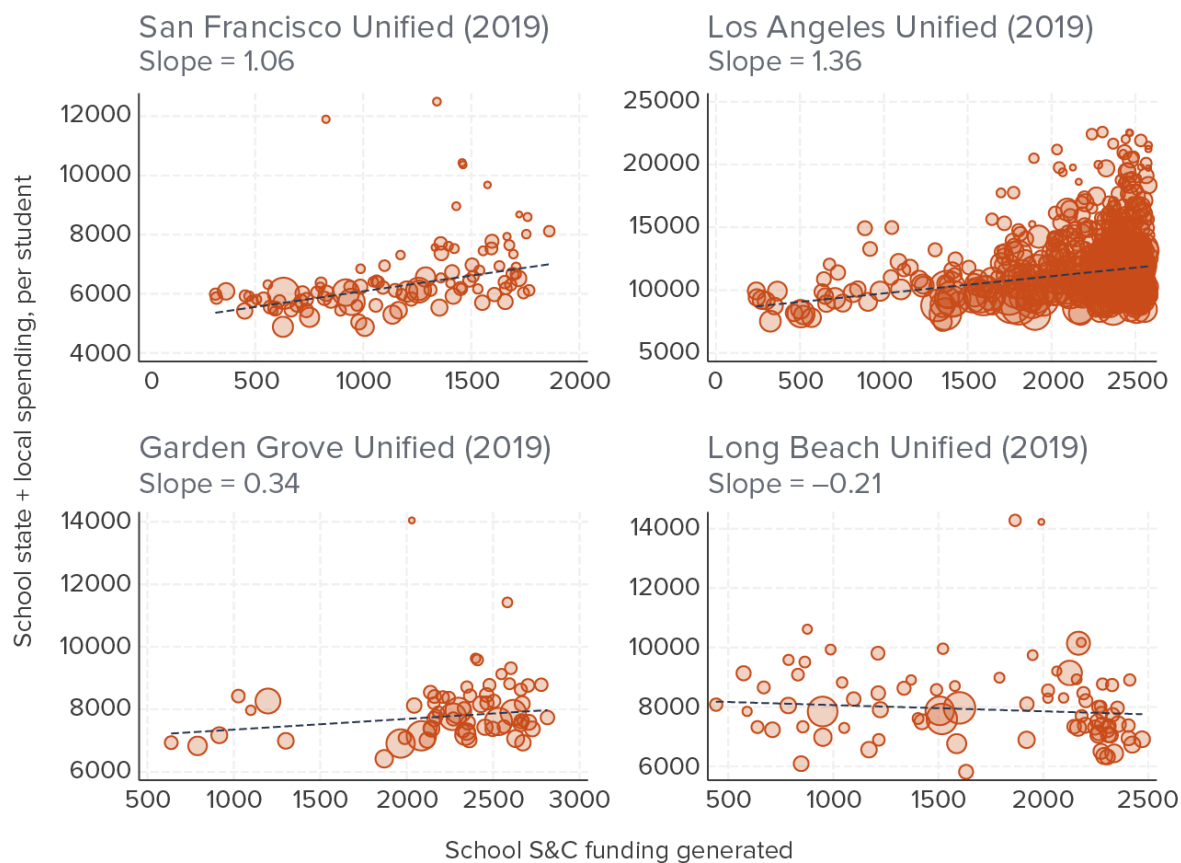 San Francisco Unified (2019)
Slope = 1.06
12000
10000
8000
6000
4000
0 500 1000 1500 2000
Los Angeles Unified (2019)
Slope = 1.36
25000
20000
15000
10000
5000
0 500 1000 1500 2000 2500
Garden Grove Unified (2019)
Slope = 0.34
14000
12000
10000
8000
6000
500 1000 1500 2000 2500 3000
Long Beach Unified (2019)
Slope = –0.21
14000
12000
10000
8000
6000
500 1000 1500 2000 2500
School state + local spending, per student
School S&C funding generated